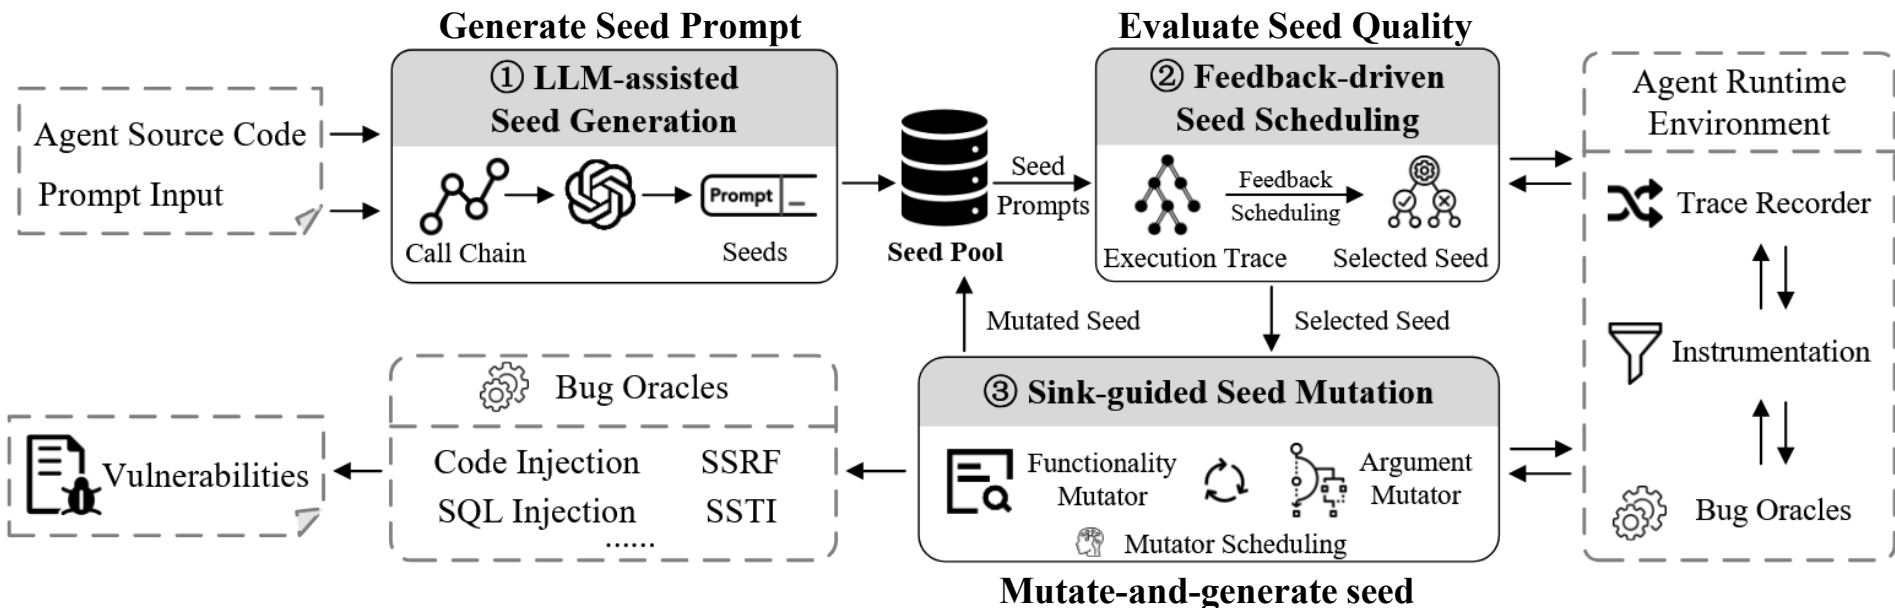 Generate Seed Prompt
Evaluate Seed Quality
Agent Source Code
Prompt Input
① LLM-assisted
Seed Generation
Call Chain
Prompt
Seeds
Seed Pool
Seed
Prompts
② Feedback-driven
Seed Scheduling
Execution Trace
Feedback
Scheduling
Selected Seed
Agent Runtime
Environment
Trace Recorder
Instrumentation
Bug Oracles
Mutated Seed
Selected Seed
③ Sink-guided Seed Mutation
Functionality
Mutator
Argument
Mutator
Mutator Scheduling
Mutate-and-generate seed
Bug Oracles
Code Injection
SSRF
SQL Injection
SSTI
......
Vulnerabilities